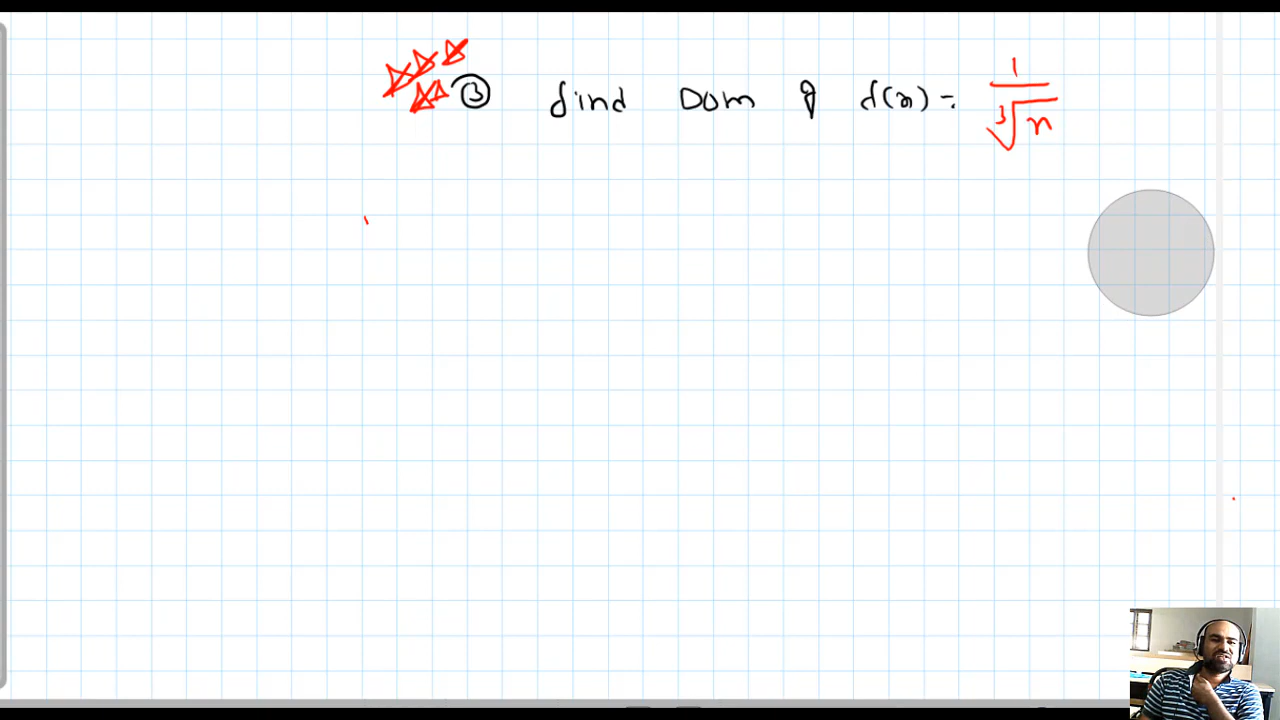 ③ find Dom of f(x) = 1/∛x